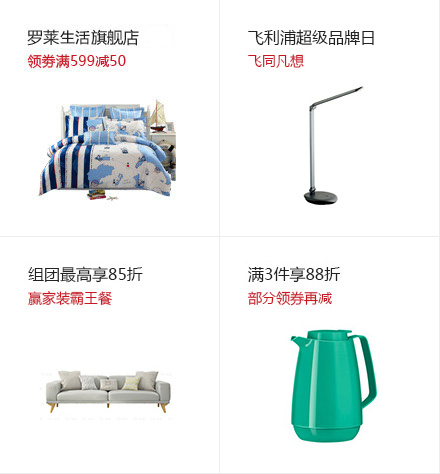 罗莱生活旗舰店
领券满599减50
飞利浦超级品牌日
飞同凡想
组团最高享85折
赢家装霸王餐
满3件享88折
部分领券再减